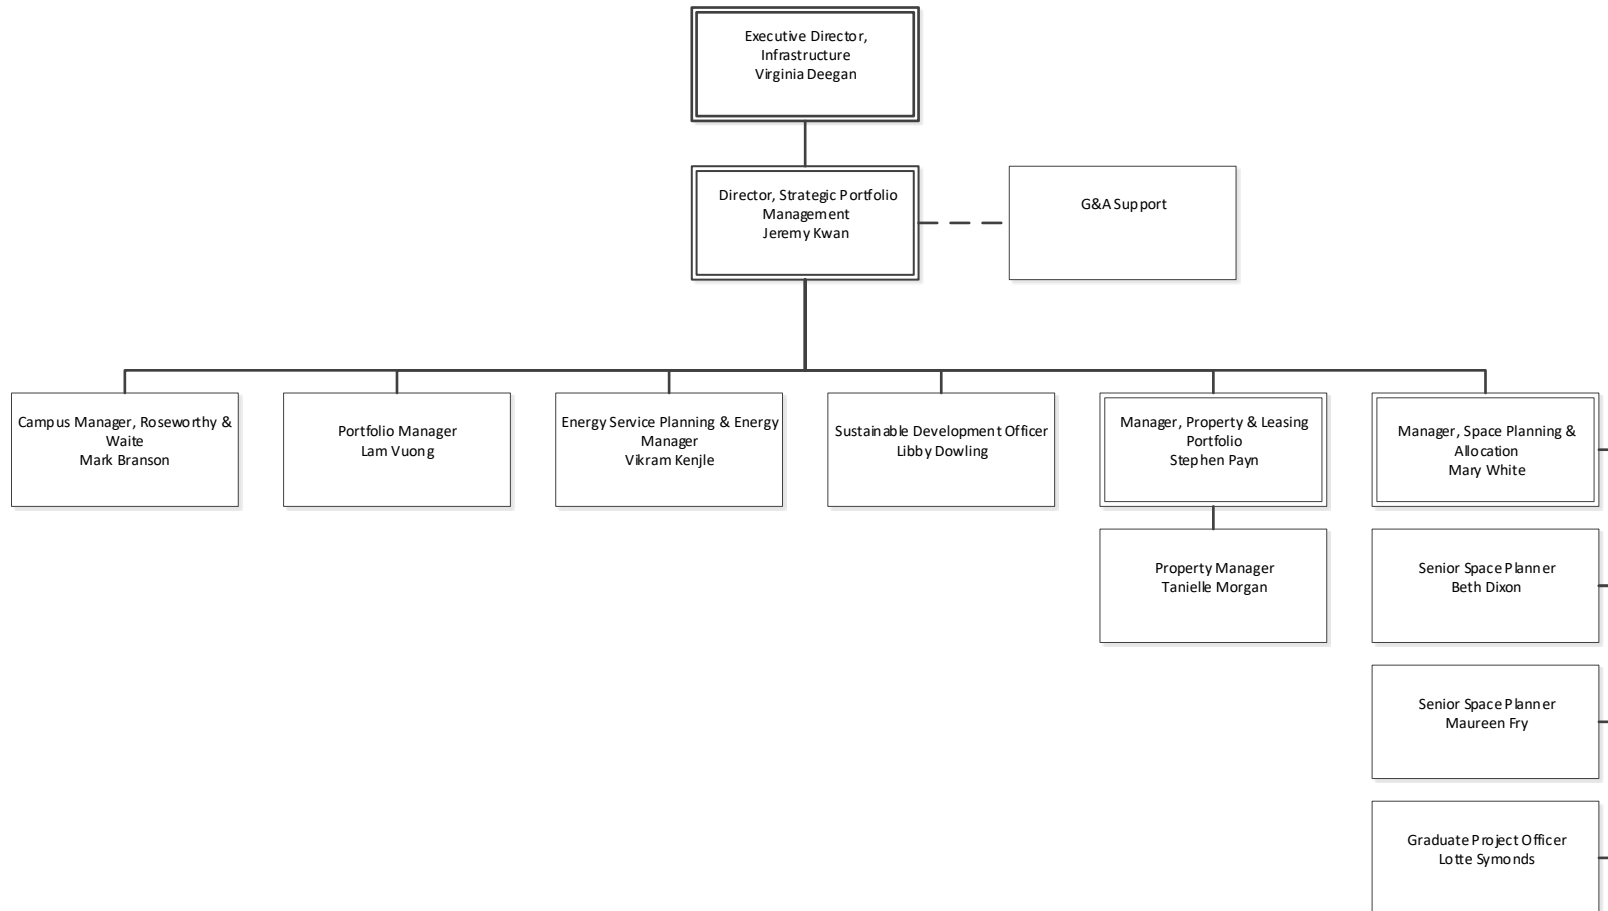 Executive Director,
Infrastructure
Virginia Deegan
Director, Strategic Portfolio
Management
Jeremy Kwan
G&A Support
Campus Manager, Roseworthy &
Waite
Mark Branson
Portfolio Manager
Lam Vuong
Energy Service Planning & Energy
Manager
Vikram Kenjle
Sustainable Development Officer
Libby Dowling
Manager, Property & Leasing
Portfolio
Stephen Payn
Manager, Space Planning &
Allocation
Mary White
Property Manager
Tanielle Morgan
Senior Space Planner
Beth Dixon
Senior Space Planner
Maureen Fry
Graduate Project Officer
Lotte Symonds